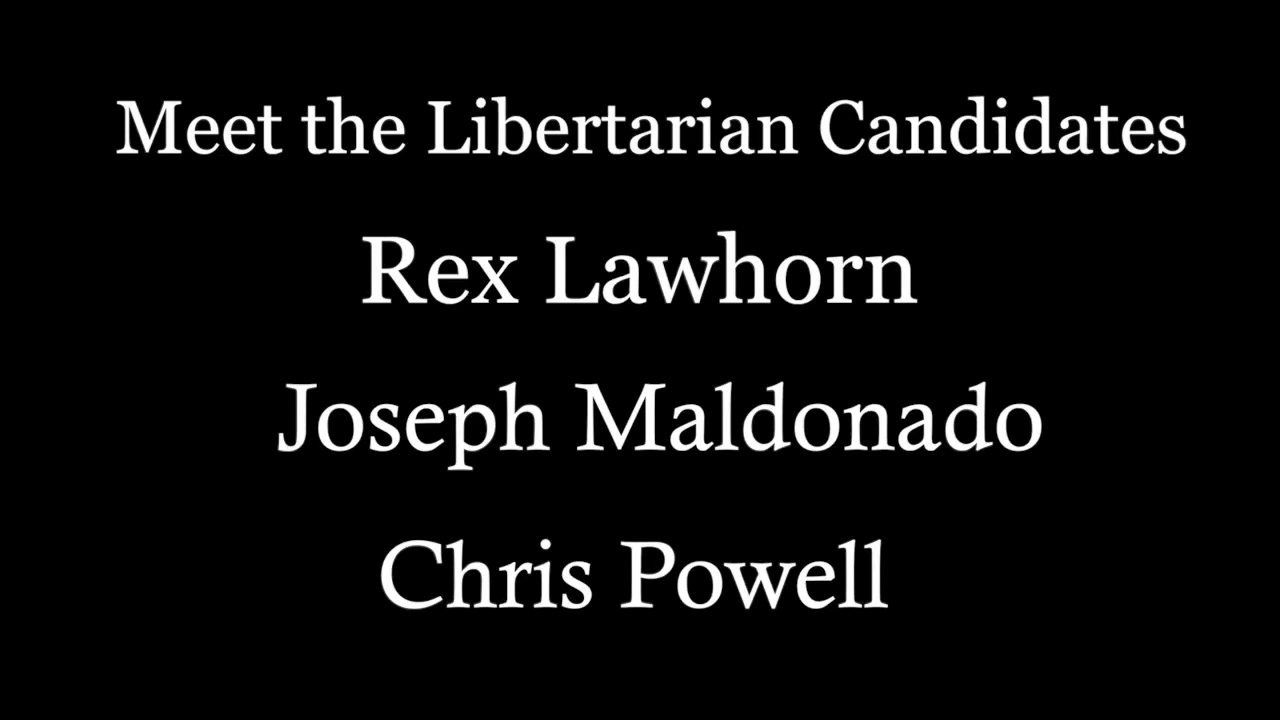 Meet the Libertarian Candidates
Rex Lawhorn
Joseph Maldonado
Chris Powell